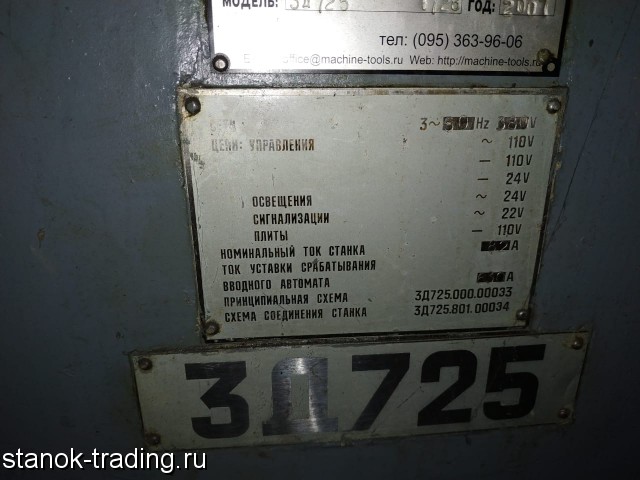 МОДЕЛЬ: 3Д725 ГОД: 2001
тел: (095) 363-96-06
office@machine-tools.ru Web: http://machine-tools.ru
3~ Hz V
ЦЕПИ: УПРАВЛЕНИЯ ~ 110V
— 110V
— 24V
ОСВЕЩЕНИЯ ~ 24V
СИГНАЛИЗАЦИИ ~ 22V
ПЛИТЫ — 110V
НОМИНАЛЬНЫЙ ТОК СТАНКА А
ТОК УСТАВКИ СРАБАТЫВАНИЯ
ВВОДНОГО АВТОМАТА А
ПРИНЦИПИАЛЬНАЯ СХЕМА 3Д725.000.00033
СХЕМА СОЕДИНЕНИЯ СТАНКА 3Д725.801.00034
3Д725
stanok-trading.ru